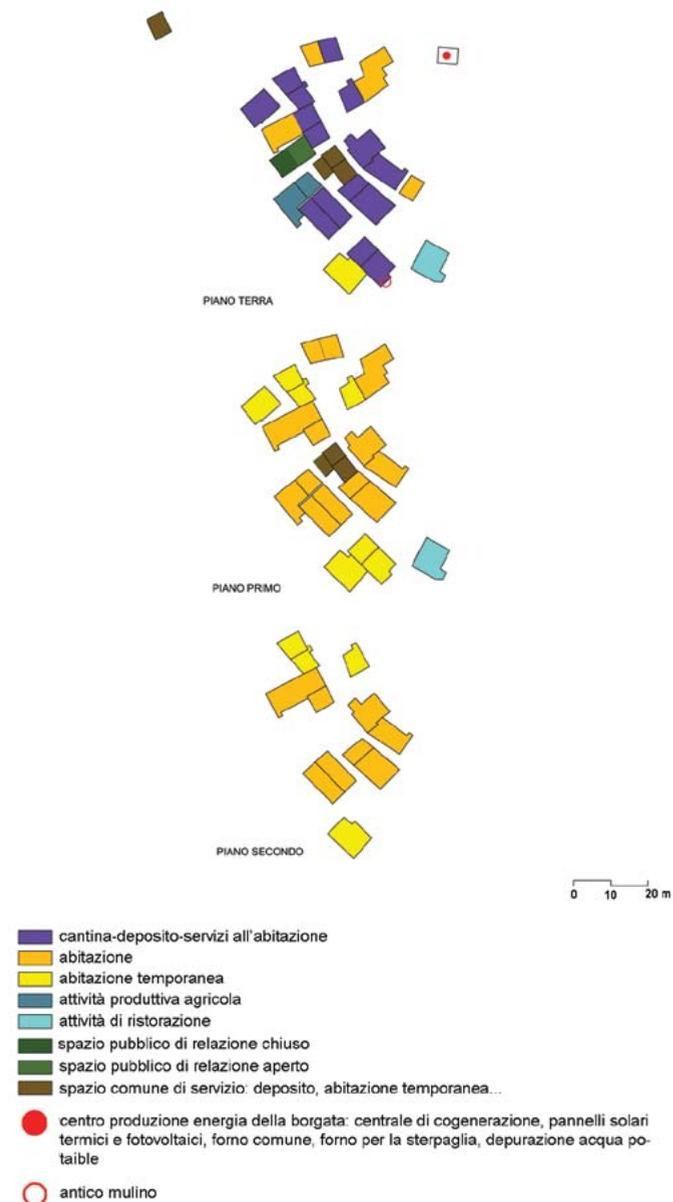 PIANO TERRA
PIANO PRIMO
PIANO SECONDO
0 10 20 m
cantina-deposito-servizi all'abitazione
abitazione
abitazione temporanea
attività produttiva agricola
attività di ristorazione
spazio pubblico di relazione chiuso
spazio pubblico di relazione aperto
spazio comune di servizio: deposito, abitazione temporanea...
centro produzione energia della borgata: centrale di cogenerazione, pannelli solari
termici e fotovoltaici, forno comune, forno per la sterpaglia, depurazione acqua po-
taible
antico mulino